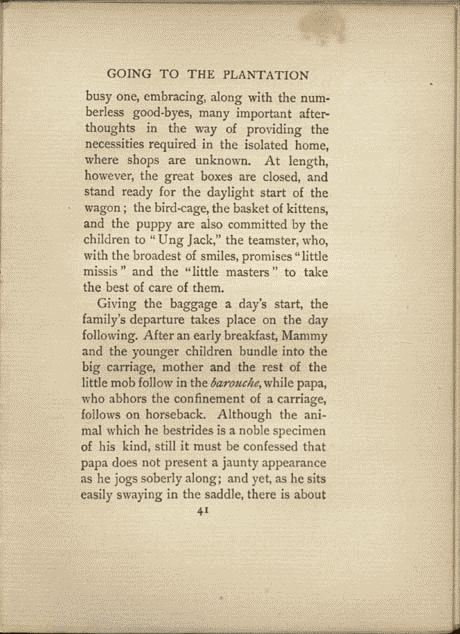 GOING TO THE PLANTATION
busy one, embracing, along with the num-
berless good-byes, many important after-
thoughts in the way of providing the
necessities required in the isolated home,
where shops are unknown. At length,
however, the great boxes are closed, and
stand ready for the daylight start of the
wagon; the bird-cage, the basket of kittens,
and the puppy are also committed by the
children to "Ung Jack," the teamster, who,
with the broadest of smiles, promises "little
missis" and the "little masters" to take
the best of care of them.
Giving the baggage a day's start, the
family's departure takes place on the day
following. After an early breakfast, Mammy
and the younger children bundle into the
big carriage, mother and the rest of the
little mob follow in the barouche, while papa,
who abhors the confinement of a carriage,
follows on horseback. Although the ani-
mal which he bestrides is a noble specimen
of his kind, still it must be confessed that
papa does not present a jaunty appearance
as he jogs soberly along; and yet, as he sits
easily swaying in the saddle, there is about
41